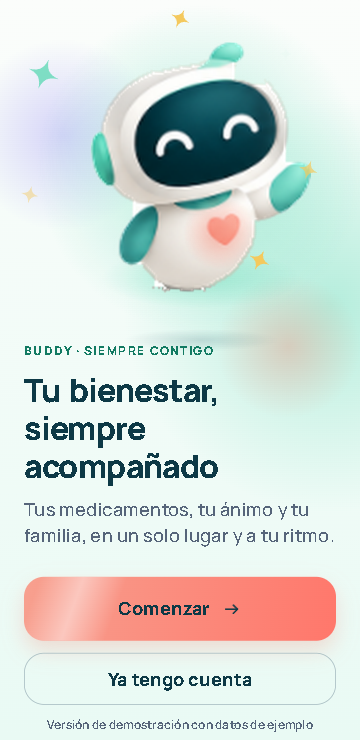 BUDDY · SIEMPRE CONTIGO
Tu bienestar,
siempre
acompañado
Tus medicamentos, tu ánimo y tu
familia, en un solo lugar y a tu ritmo.
Comenzar →
Ya tengo cuenta
Versión de demostración con datos de ejemplo